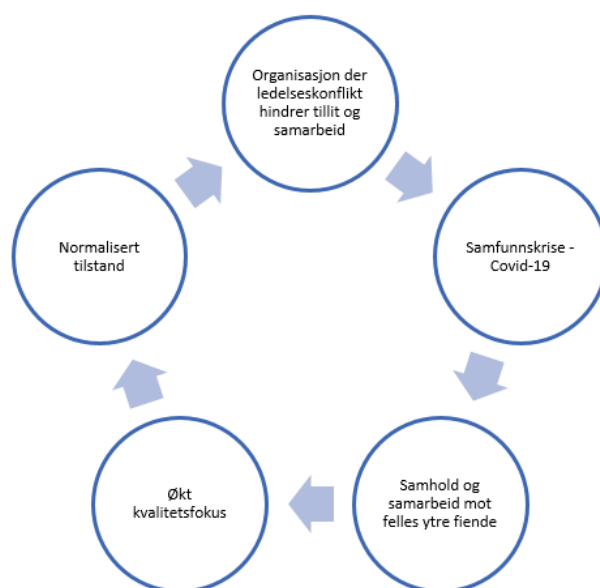 Organisasjon der
ledelseskonflikt
hindrer tillit og
samarbeid
Samfunnskrise -
Covid-19
Samhold og
samarbeid mot
felles ytre fiende
Økt
kvalitetsfokus
Normalisert
tilstand